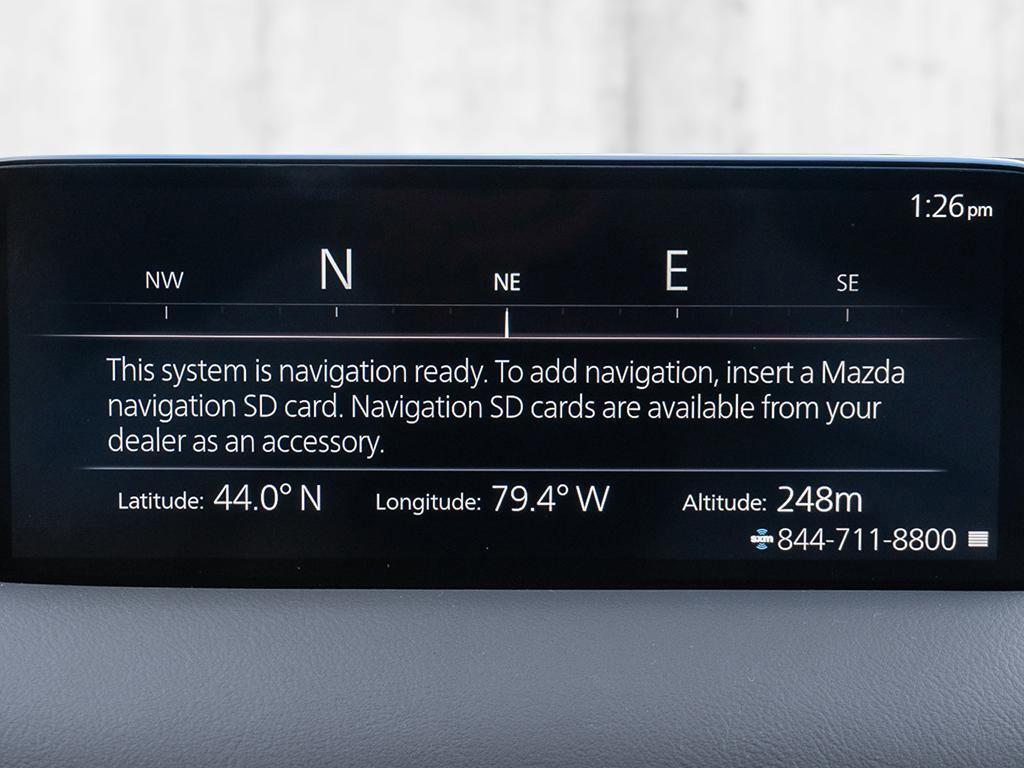 1:26 pm
NW N NE E SE
This system is navigation ready. To add navigation, insert a Mazda
navigation SD card. Navigation SD cards are available from your
dealer as an accessory.
Latitude: 44.0° N Longitude: 79.4° W Altitude: 248m
sxm 844-711-8800